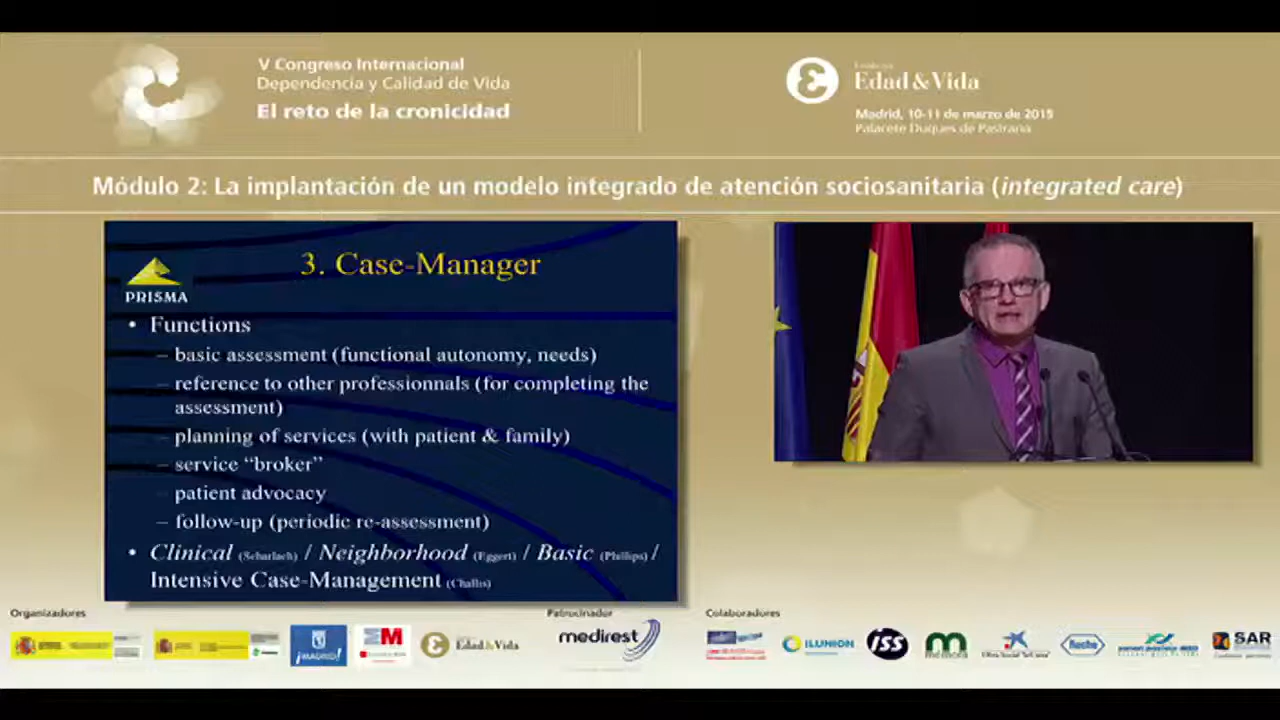 V Congreso Internacional
Dependencia y Calidad de Vida
El reto de la cronicidad
Edad&Vida
Madrid, 10-11 de marzo de 2015
Palacete Duques de Pastrana
Módulo 2: La implantación de un modelo integrado de atención sociosanitaria (integrated care)
3. Case-Manager
PRISMA
• Functions
– basic assessment (functional autonomy, needs)
– reference to other professionnals (for completing the
assessment)
– planning of services (with patient & family)
– service “broker”
– patient advocacy
– follow-up (periodic re-assessment)
• Clinical (Scharlach) / Neighborhood (Eggert) / Basic (Phillips) /
Intensive Case-Management (Challis)
Organizadores
Patrocinador
Colaboradores
¡MADRID!
Edad&Vida
medirest
ILUNION
iss
mémora
Roche
SAR